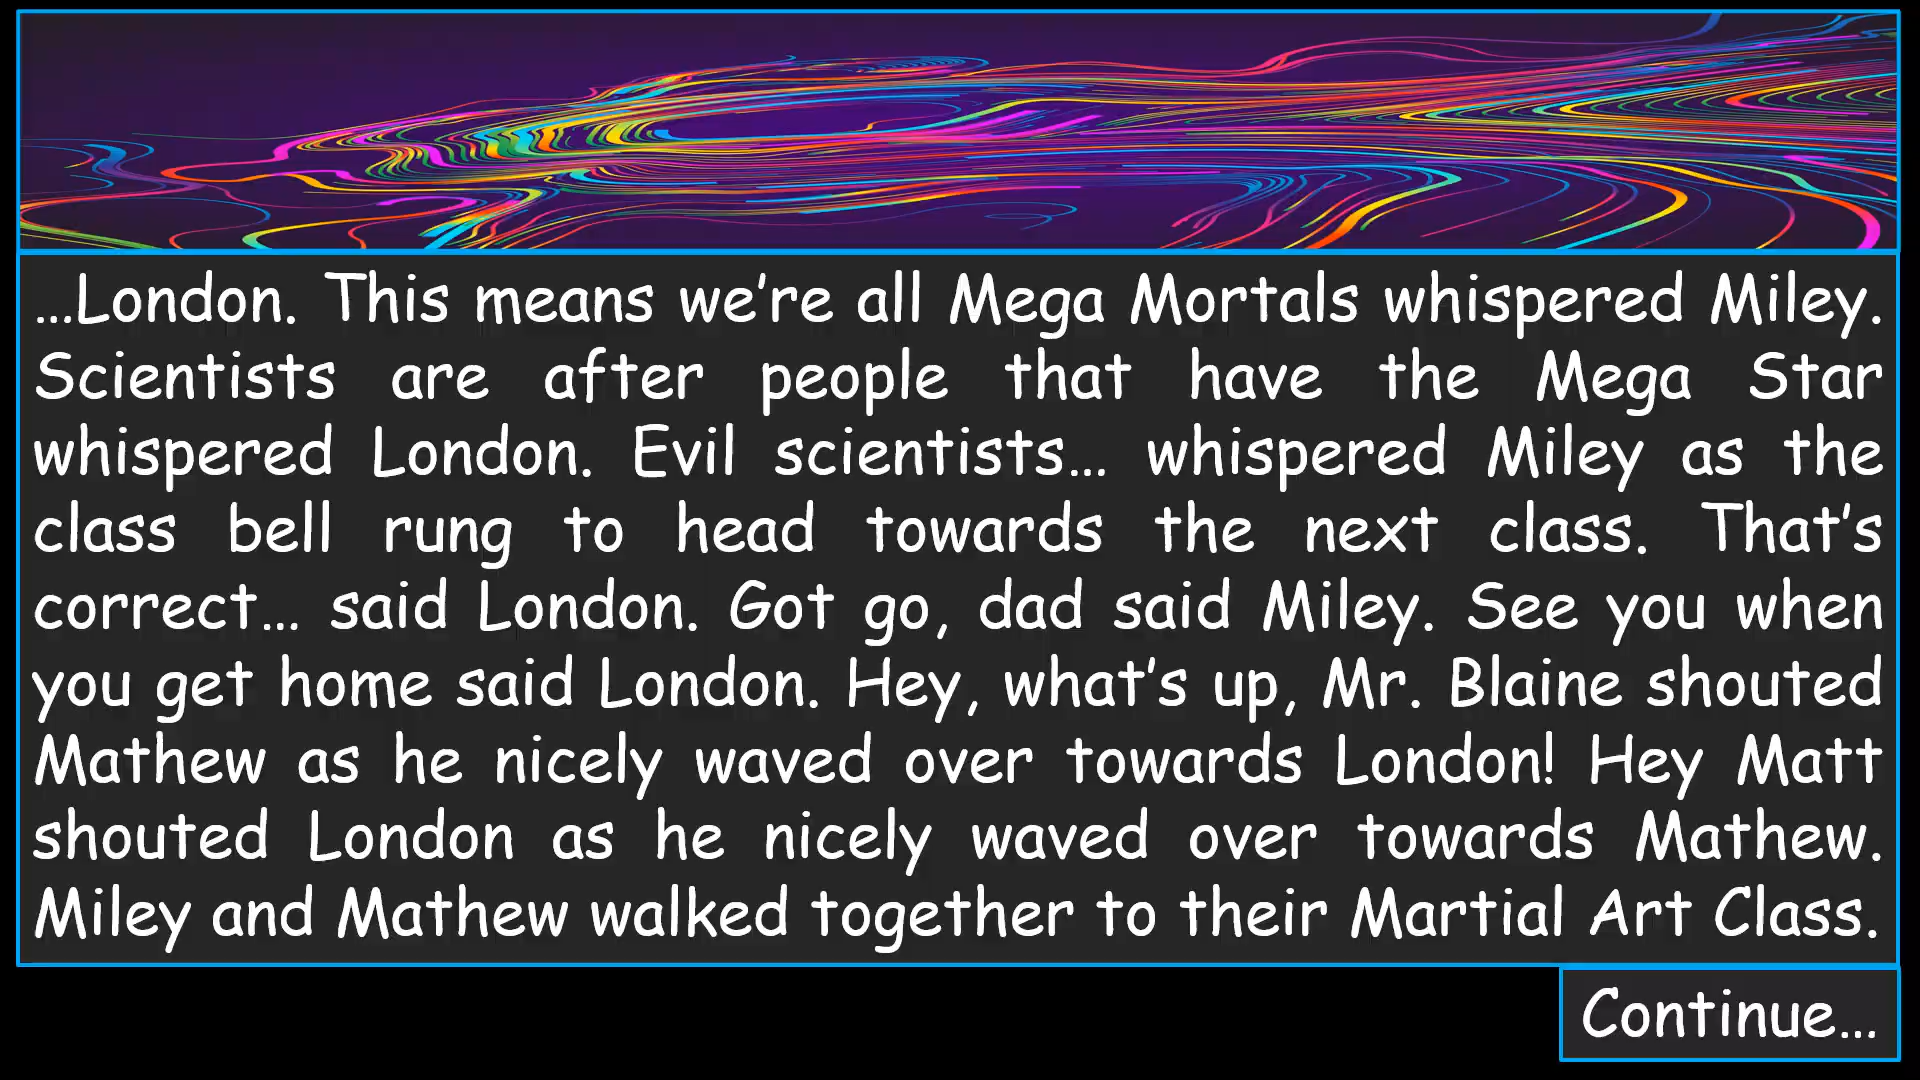 ...London. This means we're all Mega Mortals whispered Miley.
Scientists are after people that have the Mega Star
whispered London. Evil scientists... whispered Miley as the
class bell rung to head towards the next class. That's
correct... said London. Got go, dad said Miley. See you when
you get home said London. Hey, what's up, Mr. Blaine shouted
Mathew as he nicely waved over towards London! Hey Matt
shouted London as he nicely waved over towards Mathew.
Miley and Mathew walked together to their Martial Art Class.
Continue...